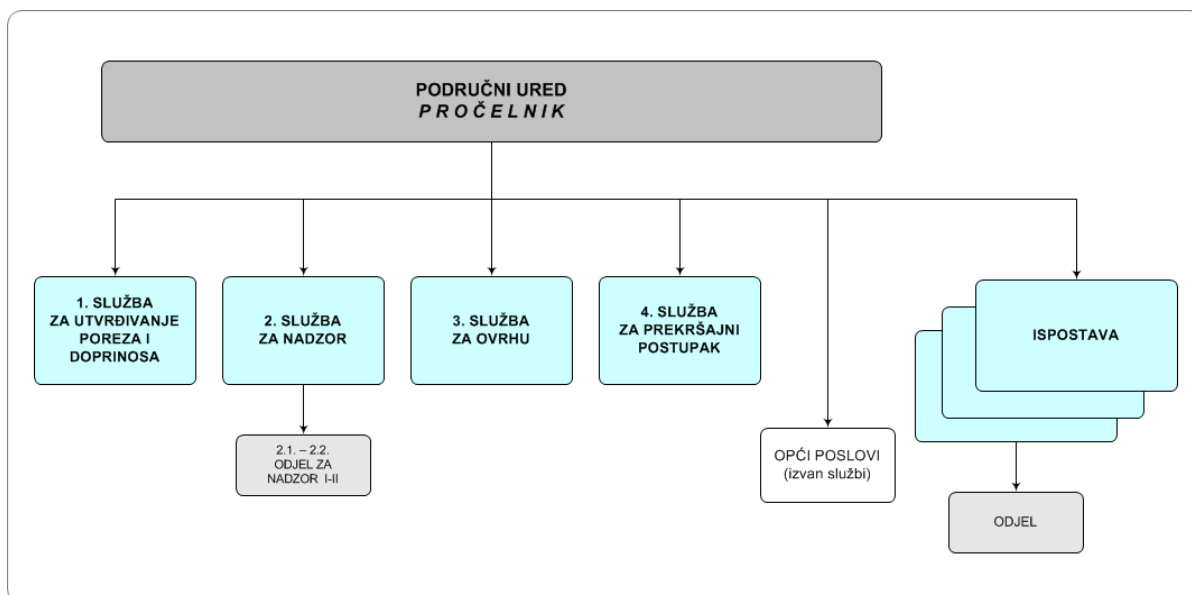 PODRUČNI URED
PROČELNIK
1. SLUŽBA
ZA UTVRĐIVANJE
POREZA I
DOPRINOSA
2. SLUŽBA
ZA NADZOR
3. SLUŽBA
ZA OVRHU
4. SLUŽBA
ZA PREKRŠAJNI
POSTUPAK
ISPOSTAVA
2.1. – 2.2.
ODJEL ZA
NADZOR I-II
OPĆI POSLOVI
(izvan službi)
ODJEL